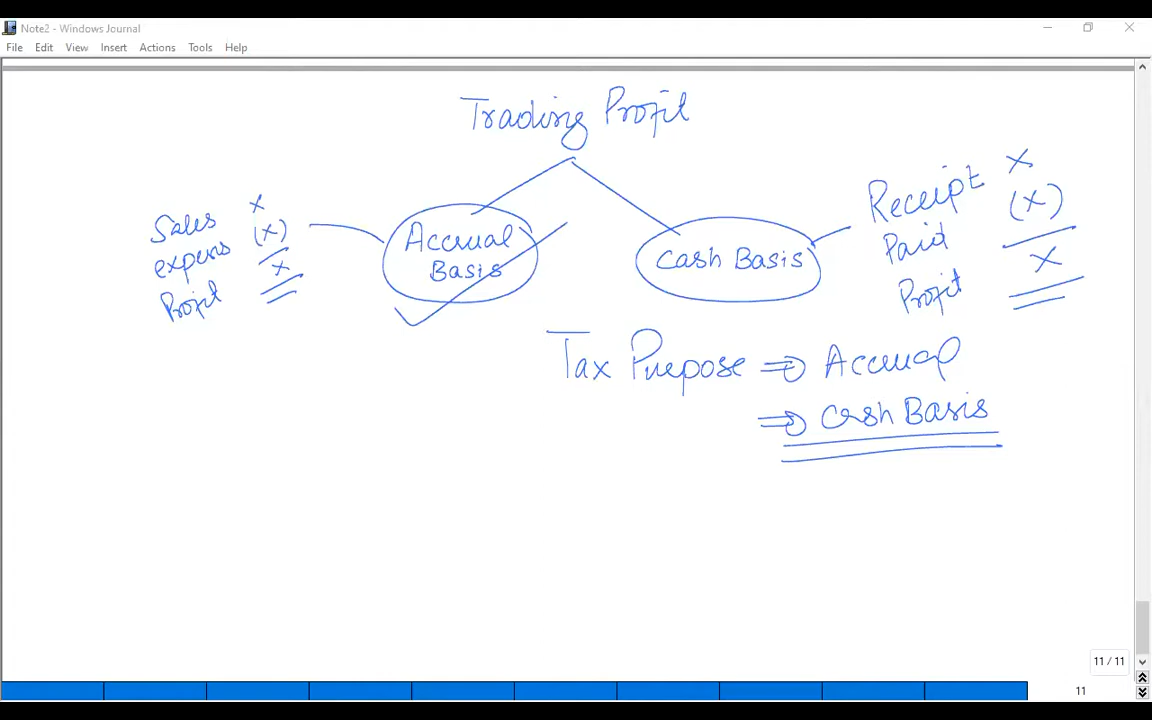 Note2 - Windows Journal
File Edit View Insert Actions Tools Help
Trading Profit
Sales x
expens (x)
Profit x
Accrual
Basis
Cash Basis
Receipt x
Paid (x)
Profit x
Tax Purpose ⇒ Accrual
⇒ Cash Basis
11 / 11
11